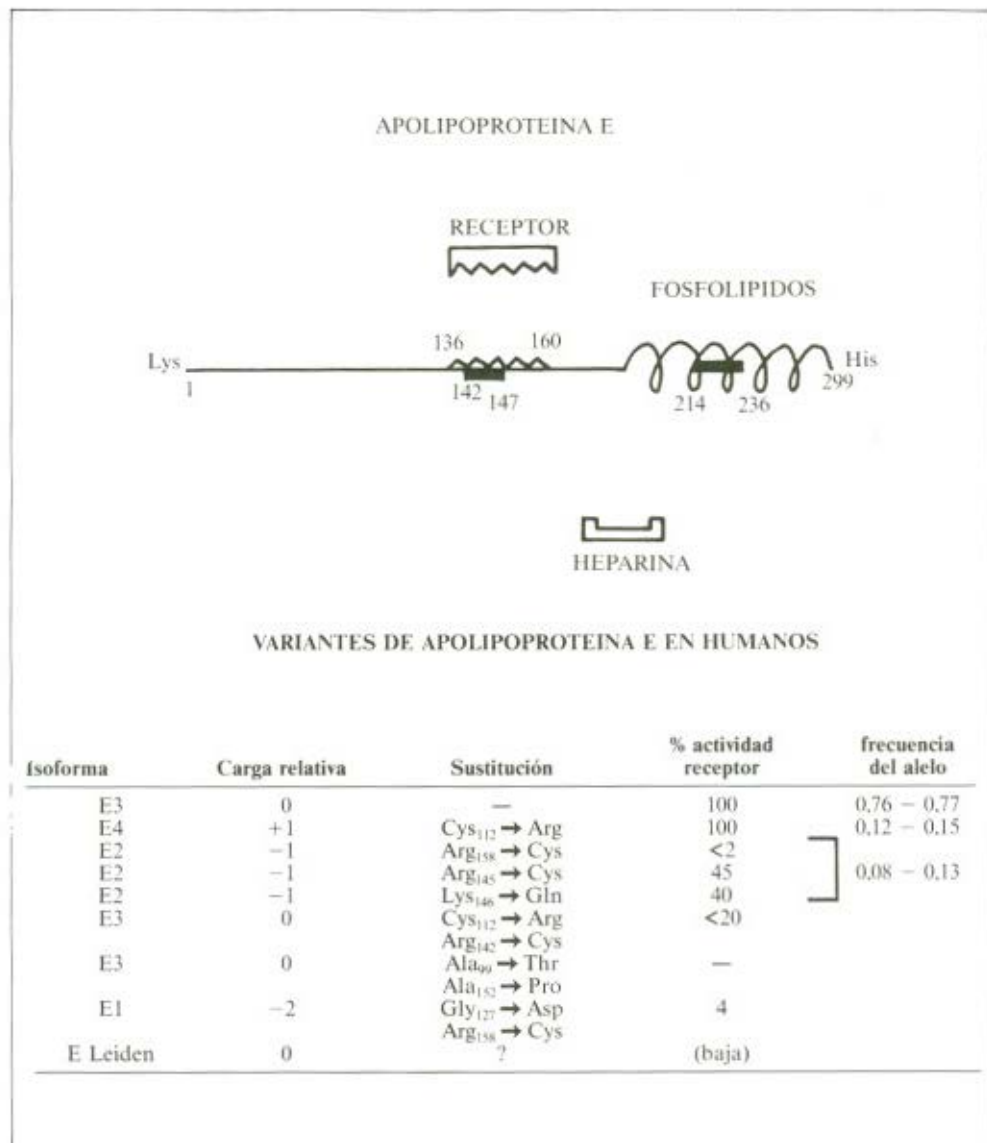 APOLIPOPROTEINA E
RECEPTOR
FOSFOLIPIDOS
136 160
Lys His
1 142 147 214 236 299
HEPARINA
VARIANTES DE APOLIPOPROTEINA E EN HUMANOS
Isoforma Carga relativa Sustitución % actividad receptor frecuencia del alelo
E3 0 — 100 0,76 – 0,77
E4 +1 Cys112 → Arg 100 0,12 – 0,15
E2 −1 Arg158 → Cys <2
E2 −1 Arg145 → Cys 45 0,08 – 0,13
E2 −1 Lys146 → Gln 40
E3 0 Cys112 → Arg <20
Arg142 → Cys
E3 0 Ala99 → Thr —
Ala152 → Pro
E1 −2 Gly127 → Asp 4
Arg158 → Cys
E Leiden 0 ? (baja)